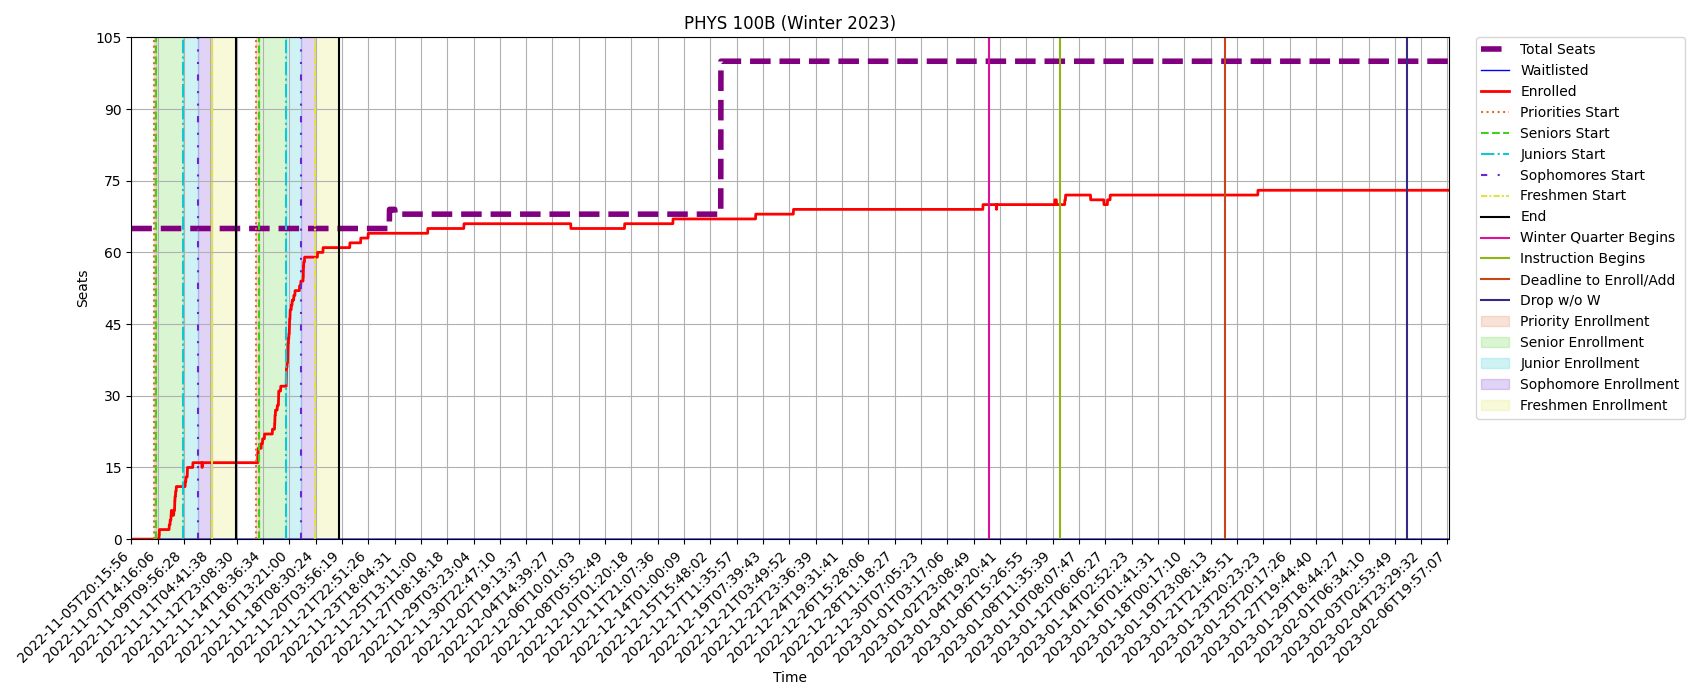 PHYS 100B (Winter 2023)
105
90
75
60
45
30
15
0
Seats
2022-11-05T20:15:56
2022-11-07T14:16:06
2022-11-09T09:56:28
2022-11-11T04:41:38
2022-11-12T23:08:30
2022-11-14T18:36:34
2022-11-16T13:21:00
2022-11-18T08:30:24
2022-11-20T03:56:19
2022-11-21T22:51:26
2022-11-23T18:04:31
2022-11-25T13:11:00
2022-11-27T08:18:18
2022-11-29T03:23:04
2022-11-30T22:47:10
2022-12-02T19:13:37
2022-12-04T14:39:27
2022-12-06T10:01:03
2022-12-08T05:52:49
2022-12-10T01:20:18
2022-12-11T21:07:36
2022-12-14T01:00:09
2022-12-15T15:48:02
2022-12-17T11:35:57
2022-12-19T07:39:43
2022-12-21T03:49:52
2022-12-22T23:36:39
2022-12-24T19:31:41
2022-12-26T15:28:06
2022-12-28T11:18:27
2022-12-30T07:05:23
2023-01-01T03:17:06
2023-01-02T23:08:49
2023-01-04T19:20:41
2023-01-06T15:26:55
2023-01-08T11:35:39
2023-01-10T08:07:47
2023-01-12T06:06:27
2023-01-14T02:52:23
2023-01-16T01:41:31
2023-01-18T00:17:10
2023-01-19T23:08:13
2023-01-21T21:45:51
2023-01-23T20:23:23
2023-01-25T20:17:26
2023-01-27T19:44:40
2023-01-29T18:44:27
2023-02-01T06:34:10
2023-02-03T02:53:49
2023-02-04T23:29:32
2023-02-06T19:57:07
Time
Total Seats
Waitlisted
Enrolled
Priorities Start
Seniors Start
Juniors Start
Sophomores Start
Freshmen Start
End
Winter Quarter Begins
Instruction Begins
Deadline to Enroll/Add
Drop w/o W
Priority Enrollment
Senior Enrollment
Junior Enrollment
Sophomore Enrollment
Freshmen Enrollment